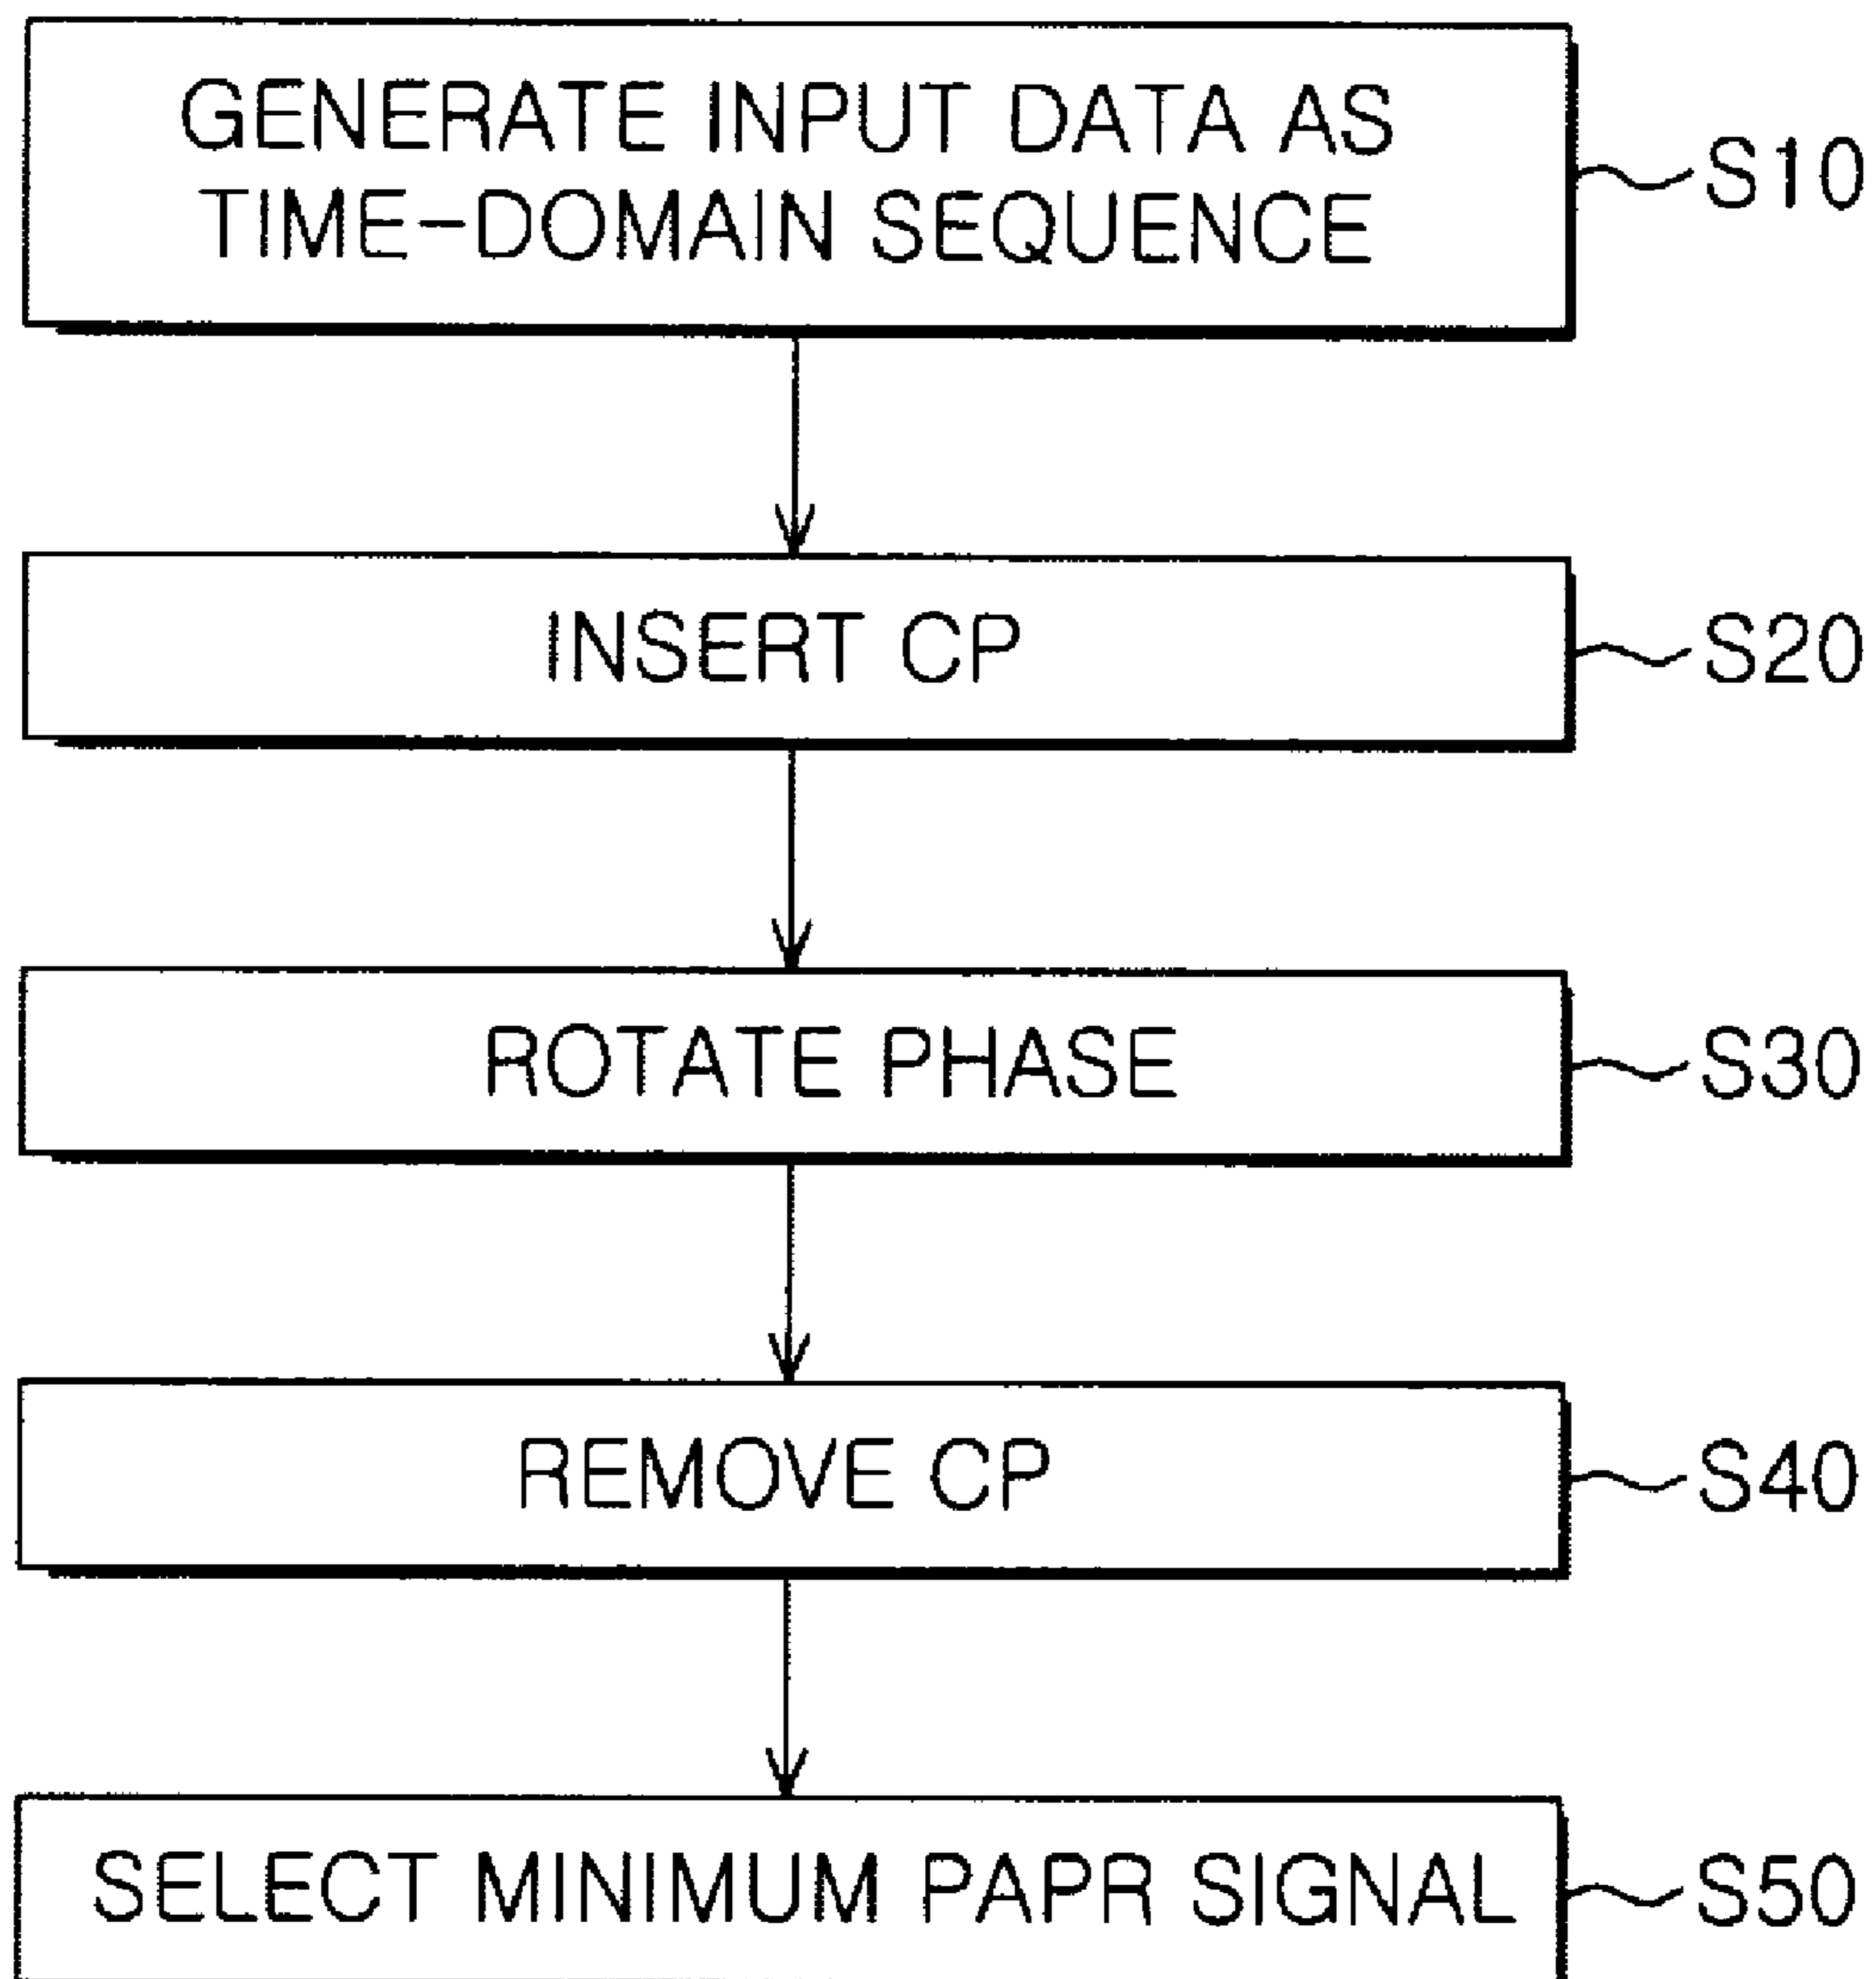 GENERATE INPUT DATA AS
TIME-DOMAIN SEQUENCE
S10
INSERT CP
S20
ROTATE PHASE
S30
REMOVE CP
S40
SELECT MINIMUM PAPR SIGNAL
S50